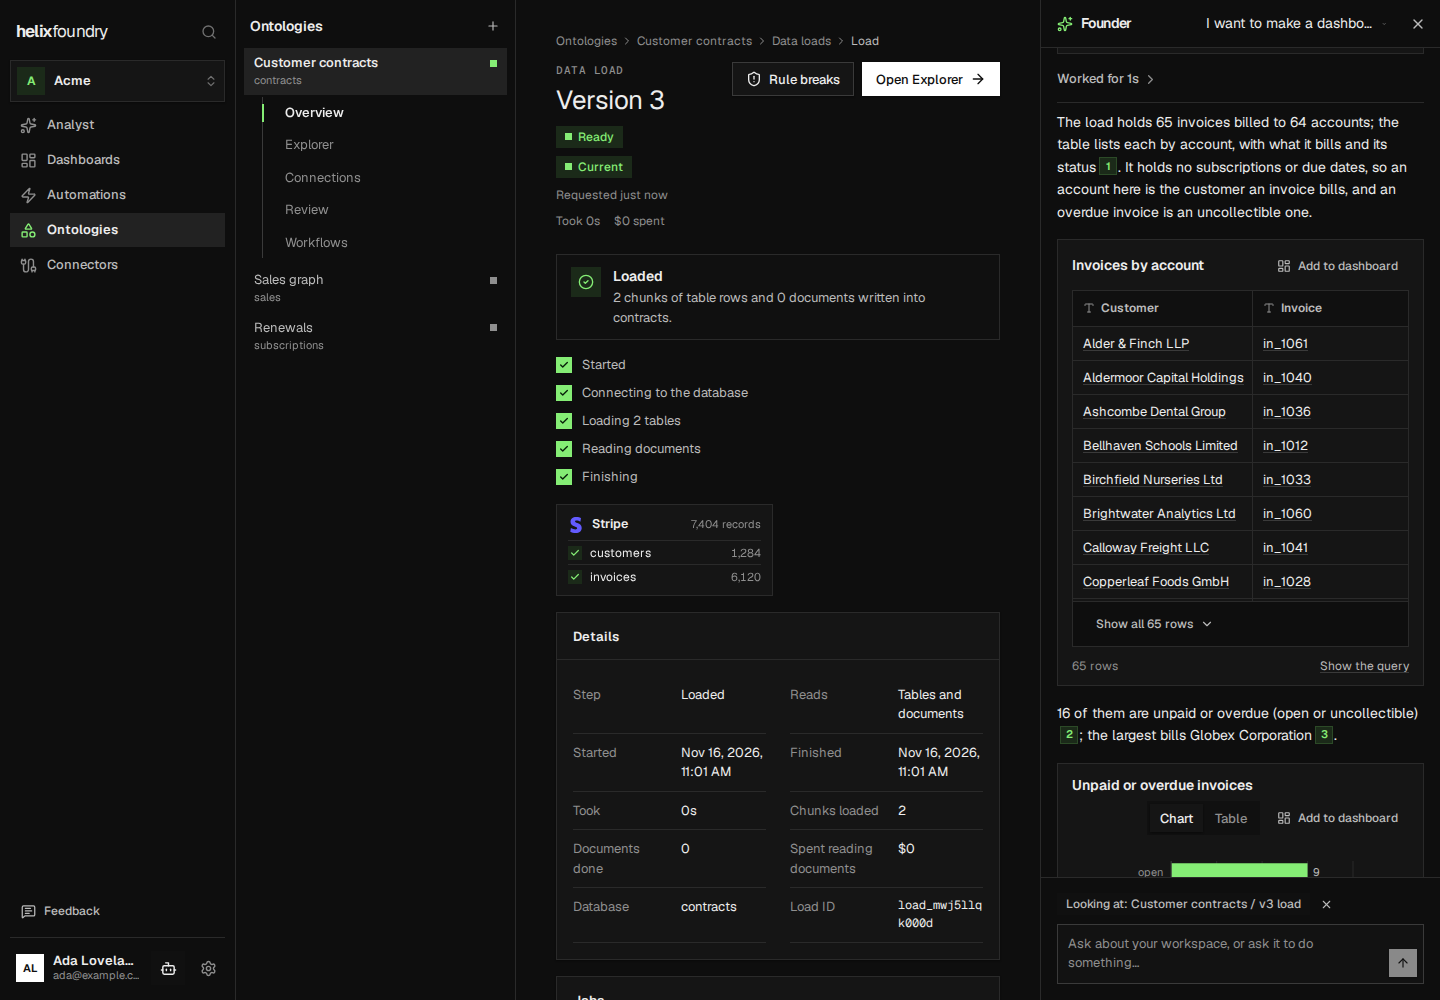 helixfoundry
A
Acme
Analyst
Dashboards
Automations
Ontologies
Connectors
Feedback
AL
Ada Lovela...
ada@example.c...
Ontologies
Customer contracts
contracts
Overview
Explorer
Connections
Review
Workflows
Sales graph
sales
Renewals
subscriptions
Ontologies > Customer contracts > Data loads > Load
DATA LOAD
Version 3
Rule breaks
Open Explorer
Ready
Current
Requested just now
Took 0s $0 spent
Loaded
2 chunks of table rows and 0 documents written into
contracts.
Started
Connecting to the database
Loading 2 tables
Reading documents
Finishing
S Stripe 7,404 records
customers 1,284
invoices 6,120
Details
Step Loaded Reads Tables and
documents
Started Nov 16, 2026, Finished Nov 16, 2026,
11:01 AM 11:01 AM
Took 0s Chunks loaded 2
Documents 0 Spent reading $0
done documents
Database contracts Load ID load_mwj5llq
k000d
Jobs
Founder
I want to make a dashbo...
Worked for 1s
The load holds 65 invoices billed to 64 accounts; the
table lists each by account, with what it bills and its
status 1 . It holds no subscriptions or due dates, so an
account here is the customer an invoice bills, and an
overdue invoice is an uncollectible one.
Invoices by account Add to dashboard
Customer Invoice
Alder & Finch LLP in_1061
Aldermoor Capital Holdings in_1040
Ashcombe Dental Group in_1036
Bellhaven Schools Limited in_1012
Birchfield Nurseries Ltd in_1033
Brightwater Analytics Ltd in_1060
Calloway Freight LLC in_1041
Copperleaf Foods GmbH in_1028
Show all 65 rows
65 rows Show the query
16 of them are unpaid or overdue (open or uncollectible)
2 ; the largest bills Globex Corporation 3 .
Unpaid or overdue invoices
Chart Table Add to dashboard
open 9
Looking at: Customer contracts / v3 load
Ask about your workspace, or ask it to do
something...